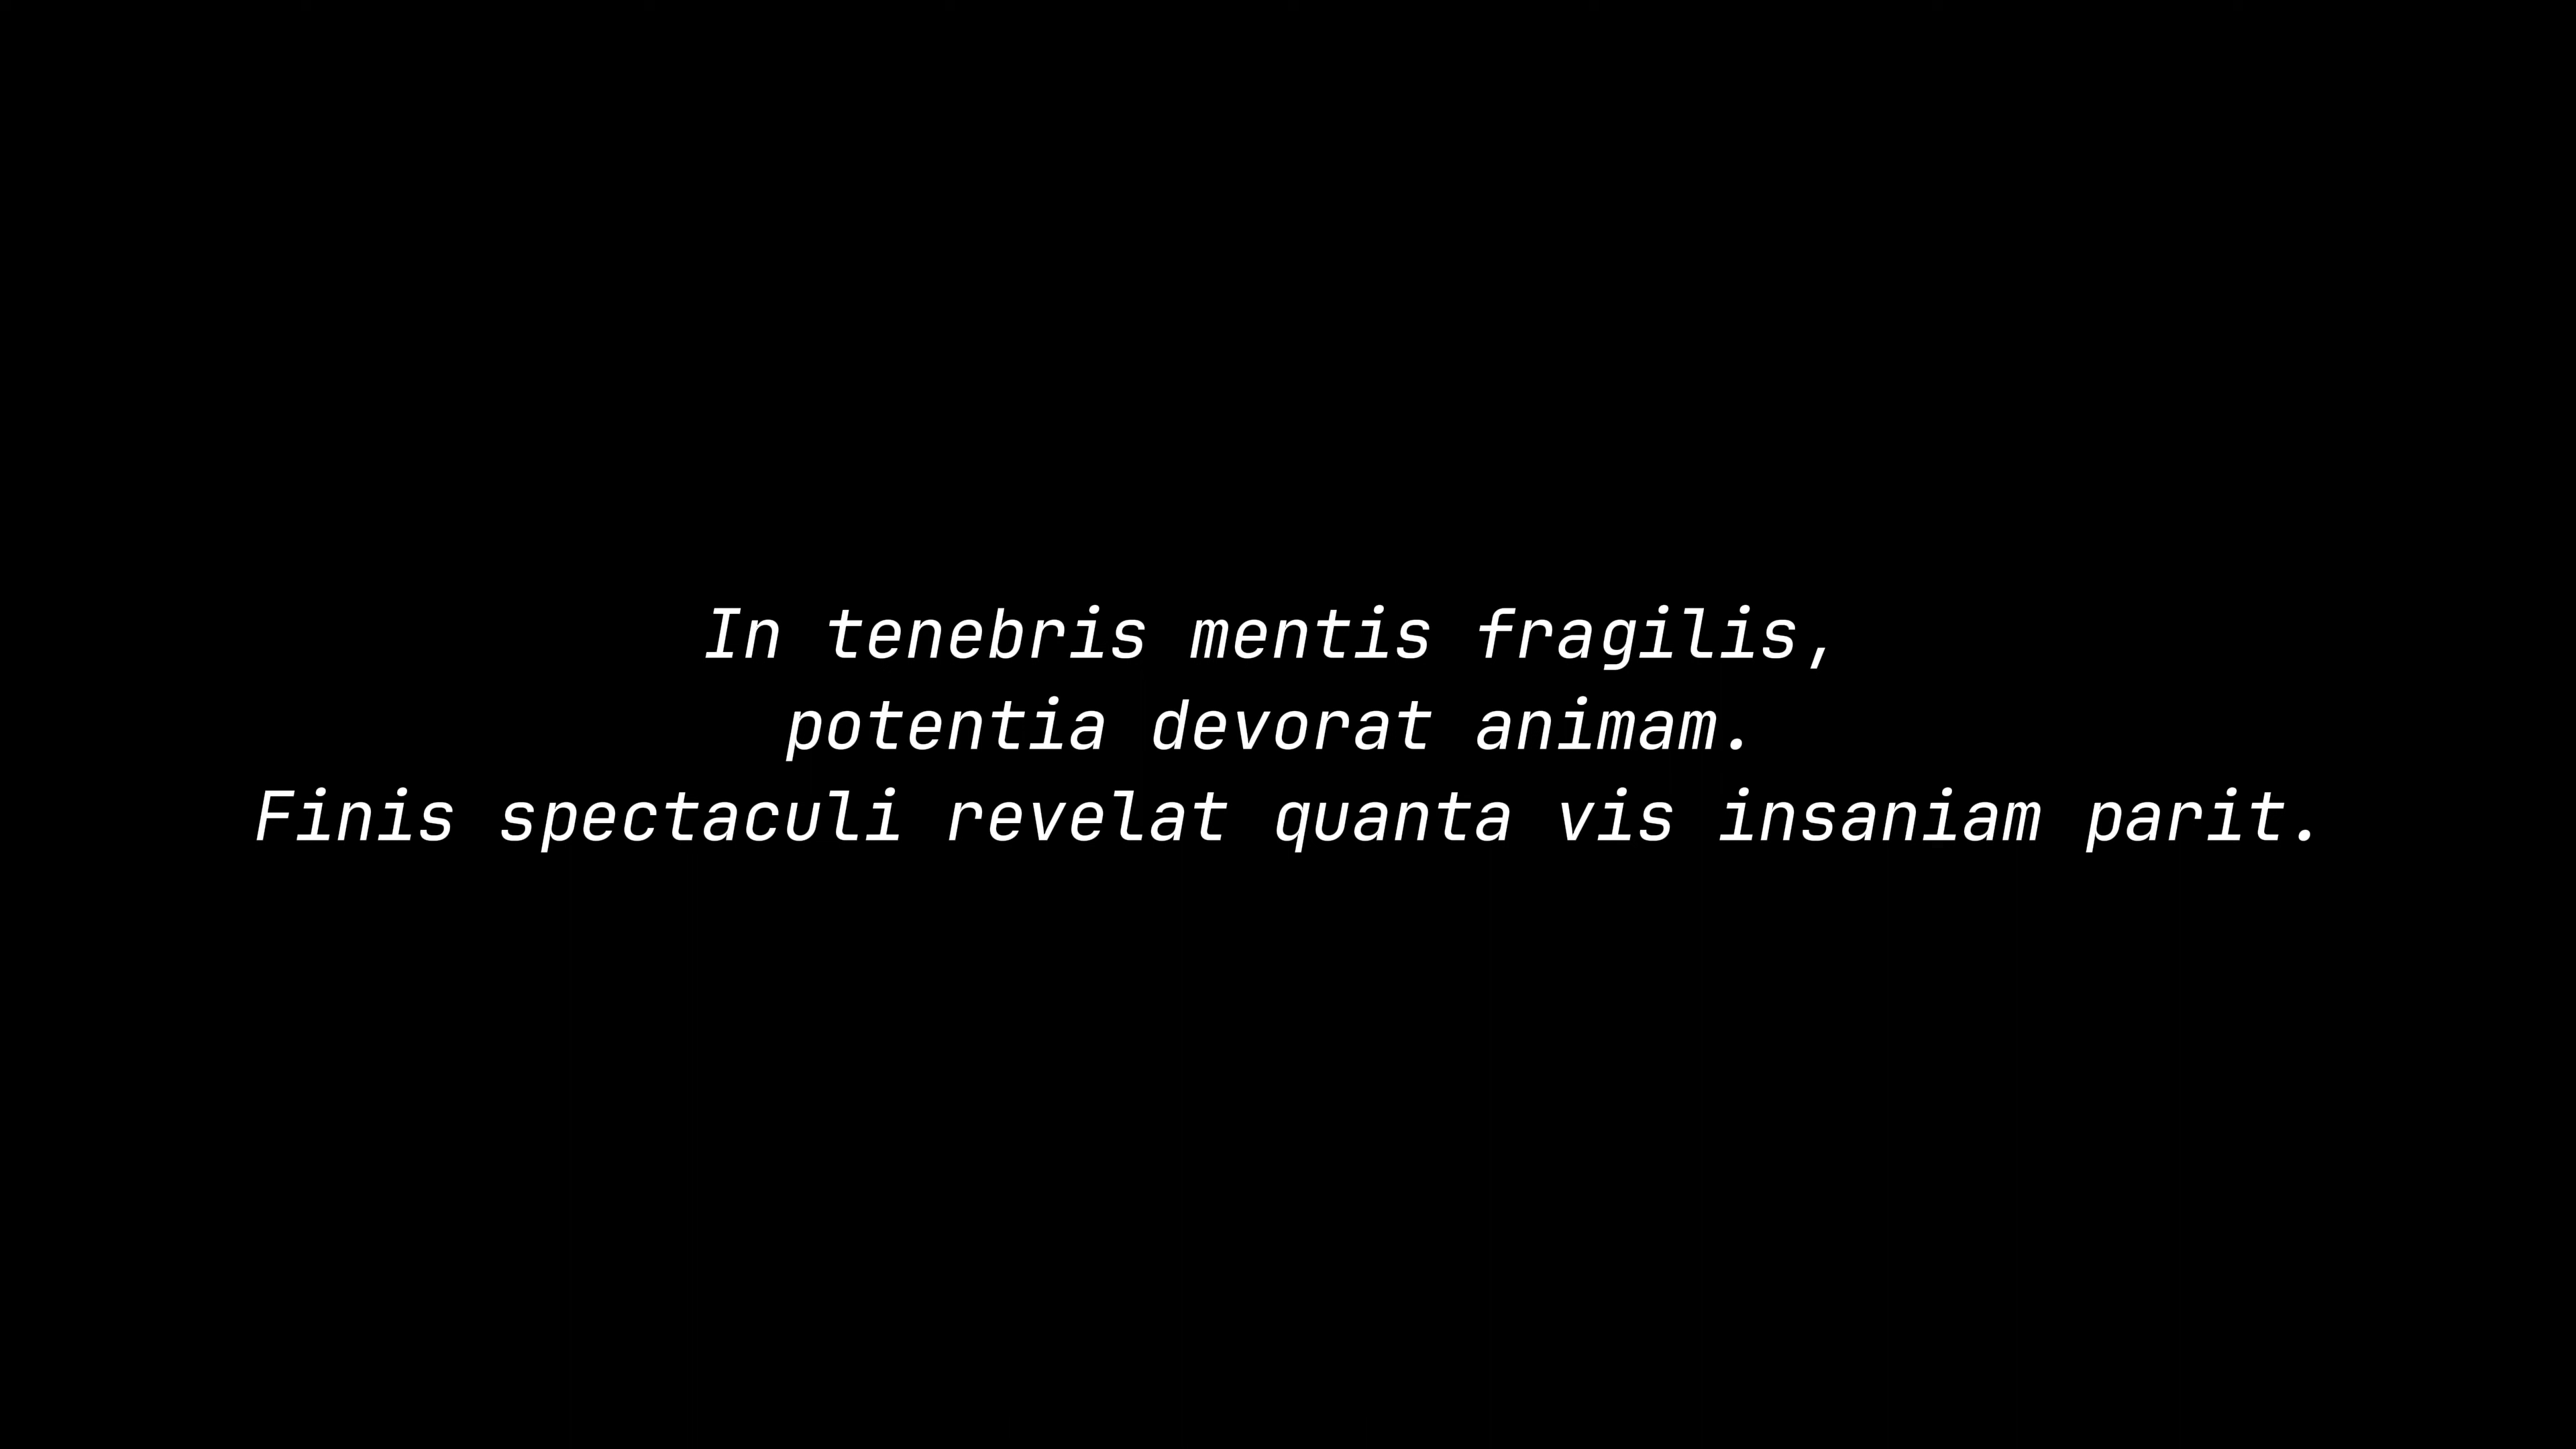 In tenebris mentis fragilis,
potentia devorat animam.
Finis spectaculi revelat quanta vis insaniam parit.